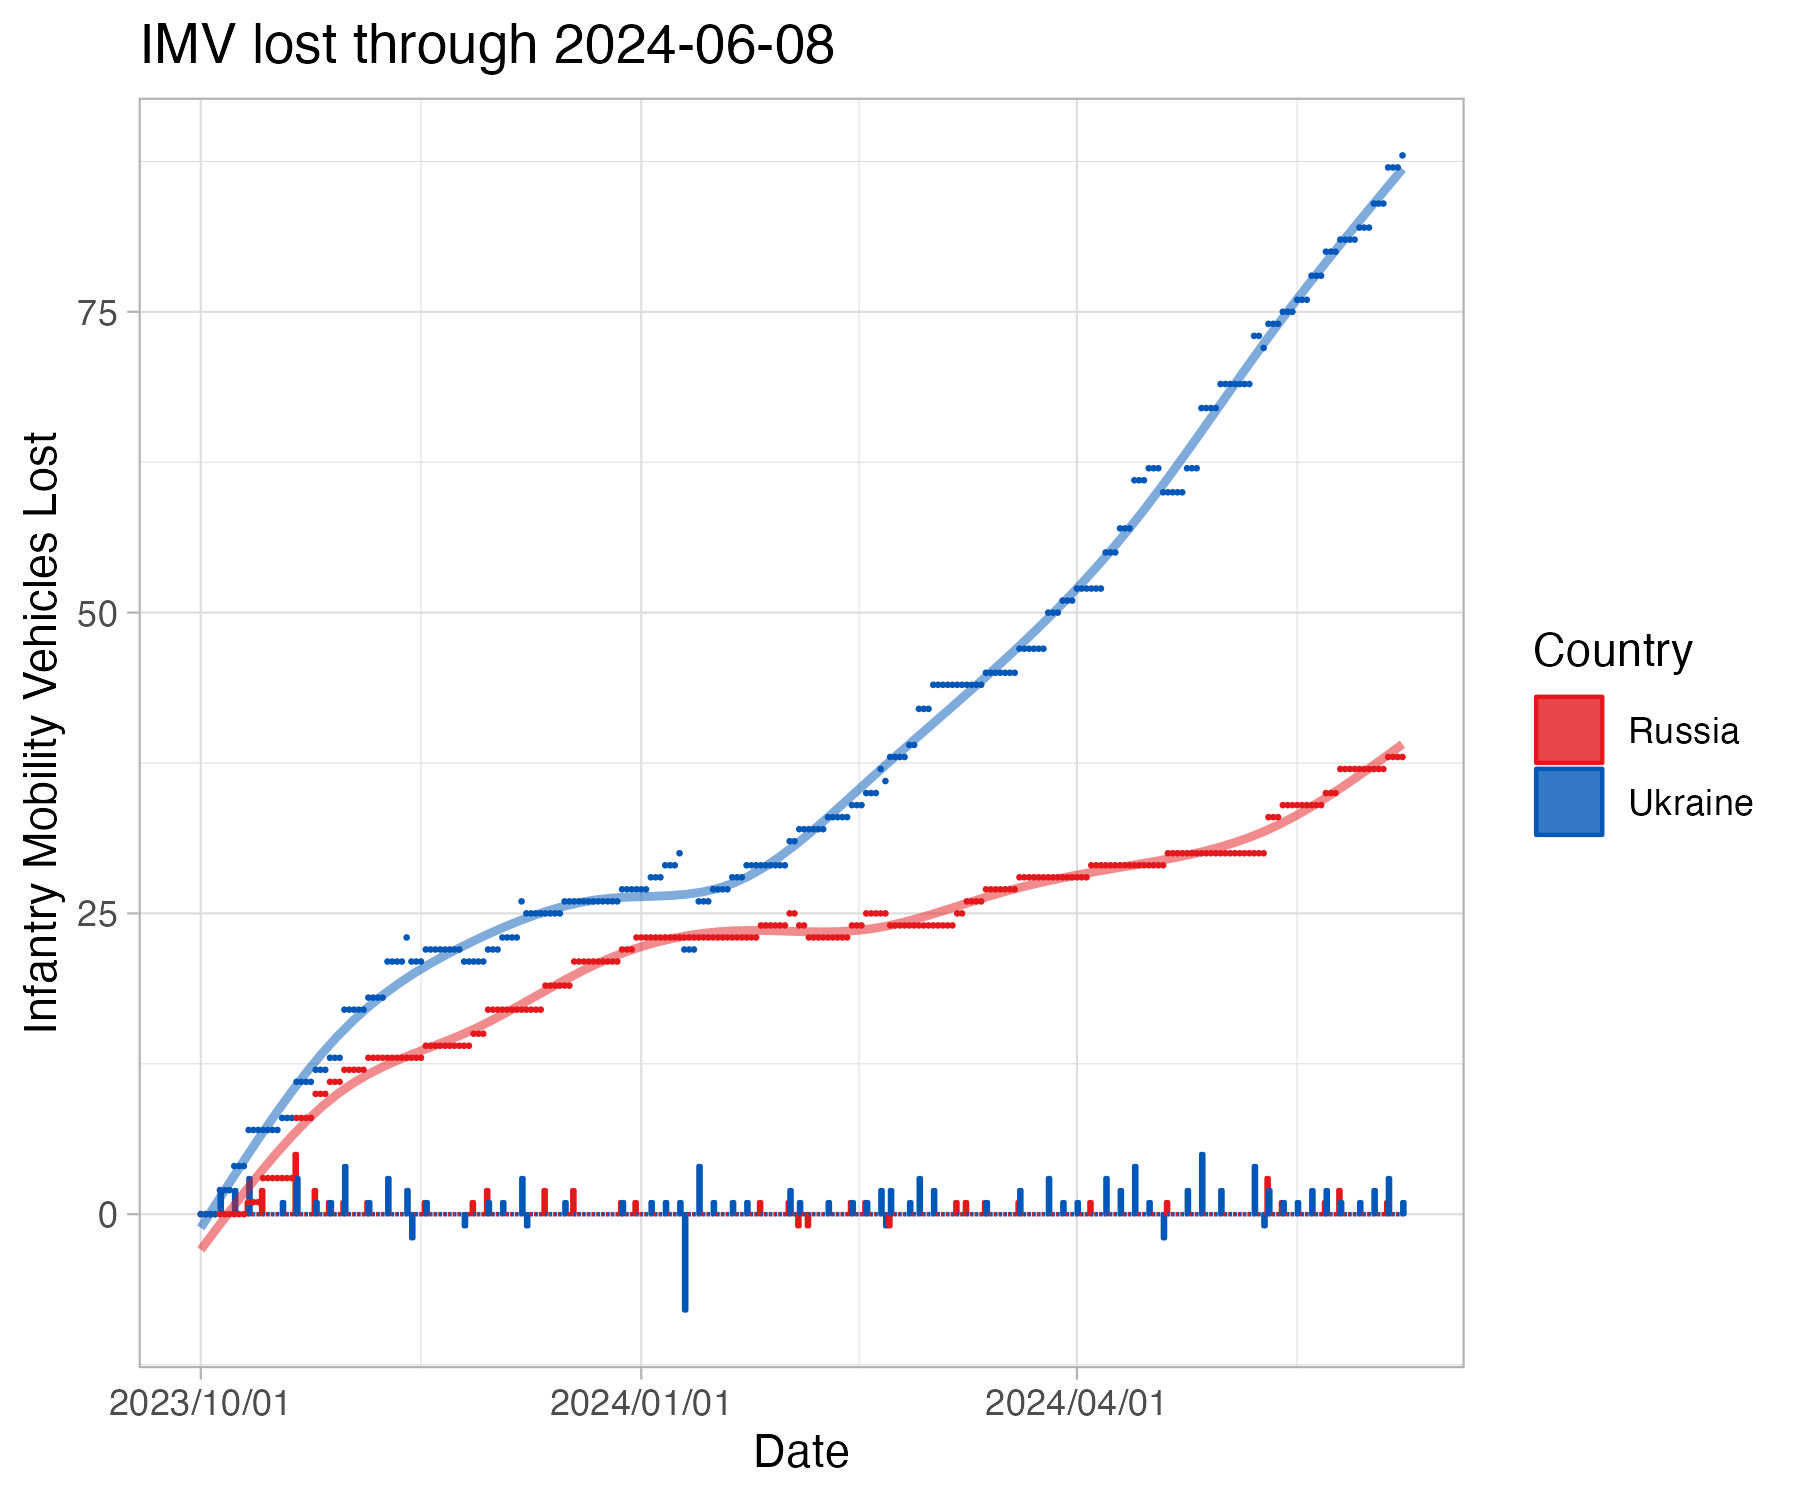 IMV lost through 2024-06-08
Infantry Mobility Vehicles Lost
75
50
25
0
2023/10/01
2024/01/01
2024/04/01
Date
Country
Russia
Ukraine